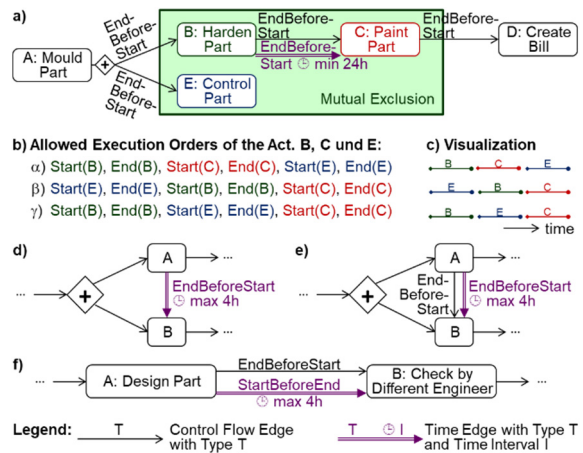 a)
A: Mould Part
+
End-Before-Start
End-Before-Start
B: Harden Part
EndBefore-Start
EndBefore-Start min 24h
C: Paint Part
EndBefore-Start
D: Create Bill
E: Control Part
Mutual Exclusion
b) Allowed Execution Orders of the Act. B, C und E:
α) Start(B), End(B), Start(C), End(C), Start(E), End(E)
β) Start(E), End(E), Start(B), End(B), Start(C), End(C)
γ) Start(B), End(B), Start(E), End(E), Start(C), End(C)
c) Visualization
B C E
E B C
B E C
time
d)
...
+
A
...
EndBeforeStart
max 4h
B
...
e)
...
+
A
...
End-Before-Start
EndBeforeStart
max 4h
B
...
f)
...
A: Design Part
EndBeforeStart
StartBeforeEnd
max 4h
B: Check by
Different Engineer
...
Legend:
T
Control Flow Edge
with Type T
T I
Time Edge with Type T
and Time Interval I